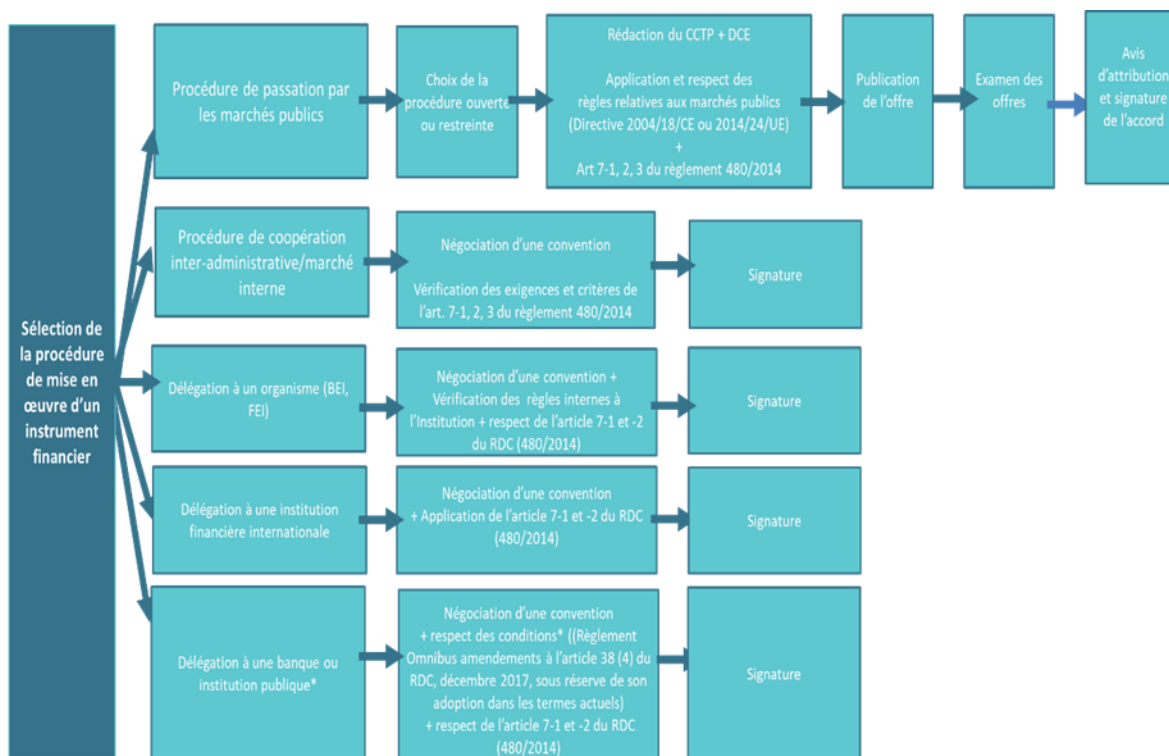 Sélection de
la procédure
de mise en
œuvre d'un
instrument
financier
Procédure de passation par
les marchés publics
Choix de la
procédure ouverte
ou restreinte
Rédaction du CCTP + DCE
Application et respect des
règles relatives aux marchés publics
(Directive 2004/18/CE ou 2014/24/UE)
+
Art 7-1, 2, 3 du règlement 480/2014
Publication
de l'offre
Examen des
offres
Avis
d'attribution
et signature
de l'accord
Procédure de coopération
inter-administrative/marché
interne
Négociation d'une convention
Vérification des exigences et critères de
l'art. 7-1, 2, 3 du règlement 480/2014
Signature
Délégation à un organisme (BEI,
FEI)
Négociation d'une convention +
Vérification des règles internes à
l'Institution + respect de l'article 7-1 et -2
du RDC (480/2014)
Signature
Délégation à une institution
financière internationale
Négociation d'une convention
+ Application de l'article 7-1 et -2 du RDC
(480/2014)
Signature
Délégation à une banque ou
institution publique*
Négociation d'une convention
+ respect des conditions* ((Règlement
Omnibus amendements à l'article 38 (4) du
RDC, décembre 2017, sous réserve de son
adoption dans les termes actuels)
+ respect de l'article 7-1 et -2 du RDC
(480/2014)
Signature